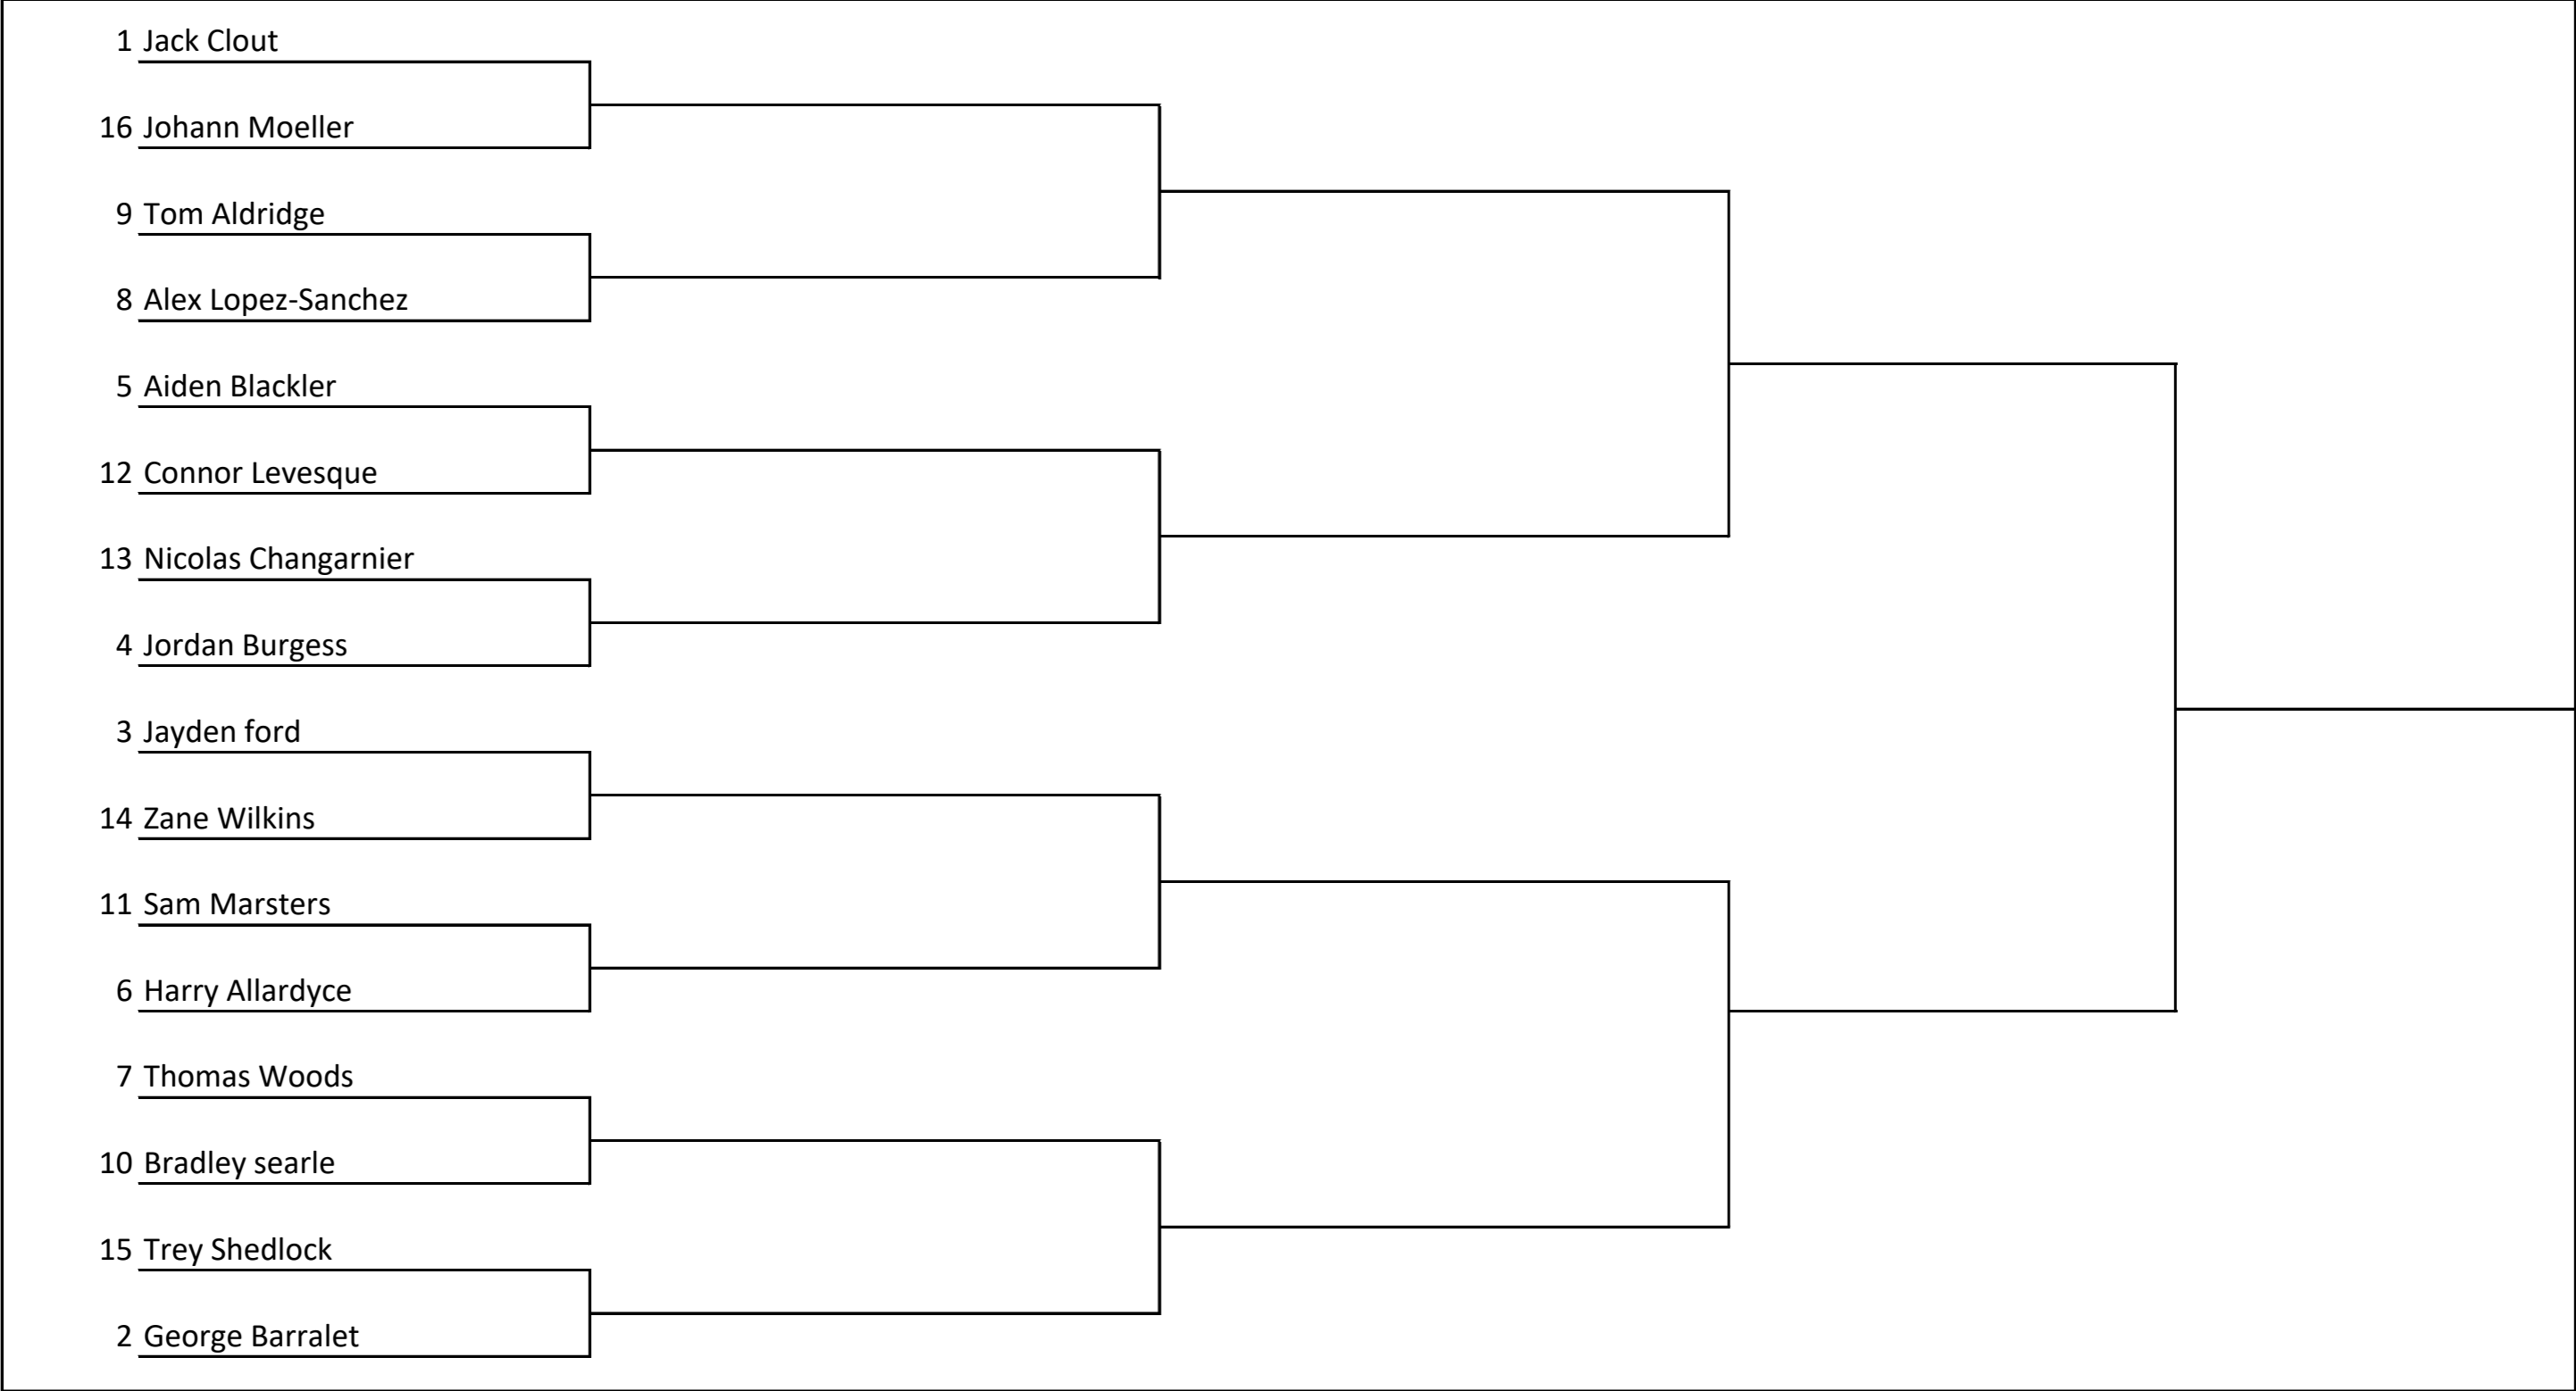 1 Jack Clout
16 Johann Moeller
9 Tom Aldridge
8 Alex Lopez-Sanchez
5 Aiden Blackler
12 Connor Levesque
13 Nicolas Changarnier
4 Jordan Burgess
3 Jayden ford
14 Zane Wilkins
11 Sam Marsters
6 Harry Allardyce
7 Thomas Woods
10 Bradley searle
15 Trey Shedlock
2 George Barralet